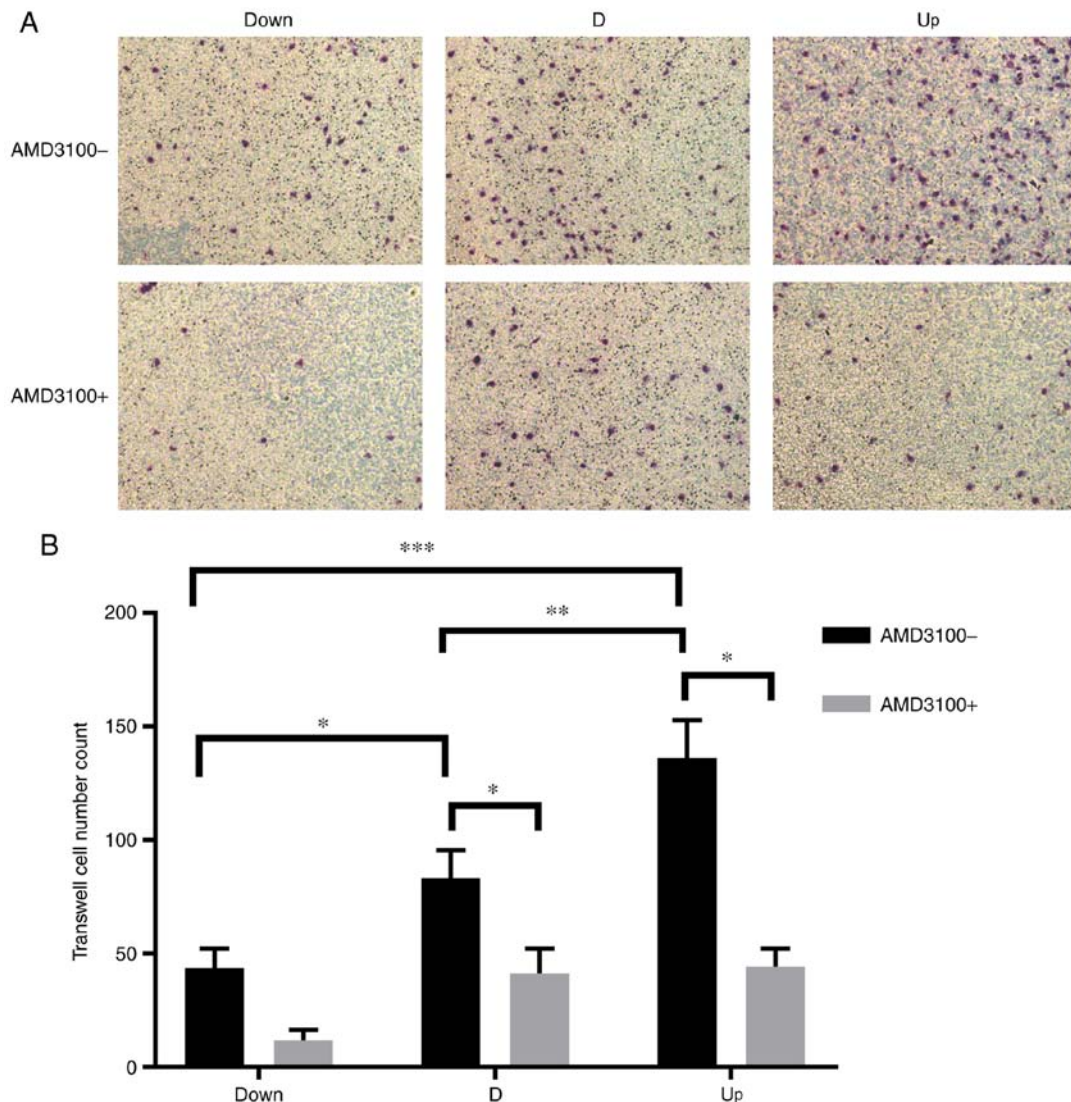 A
Down D Up
AMD3100–
AMD3100+
B
***
**
*
*
*
200
150
100
50
0
Transwell cell number count
Down D Up
AMD3100–
AMD3100+